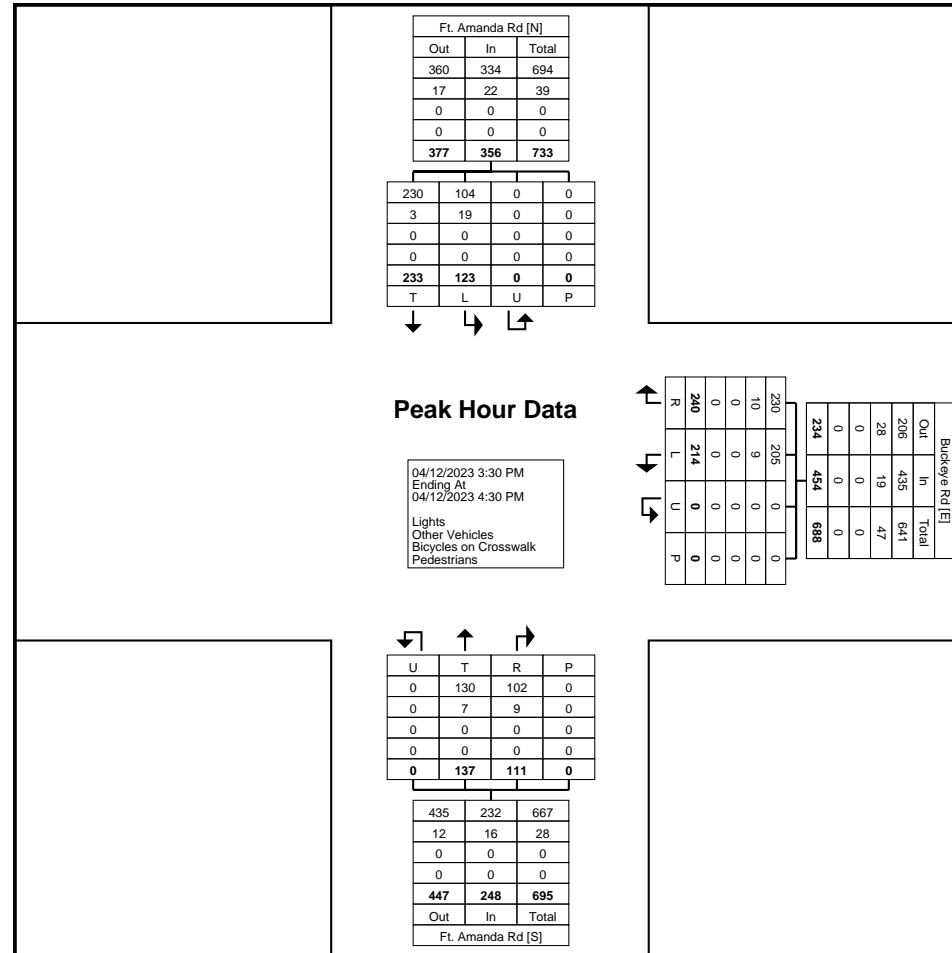 Ft. Amanda Rd [N]
Out In Total
360 334 694
17 22 39
0 0 0
0 0 0
377 356 733
230 104 0 0
3 19 0 0
0 0 0 0
0 0 0 0
233 123 0 0
T L U P
Peak Hour Data
04/12/2023 3:30 PM
Ending At
04/12/2023 4:30 PM
Lights
Other Vehicles
Bicycles on Crosswalk
Pedestrians
Buckeye Rd [E]
Out In Total
206 435 641
28 19 47
0 0 0
0 0 0
234 454 688
230 205 0 0
10 9 0 0
0 0 0 0
0 0 0 0
240 214 0 0
R L U P
U T R P
0 130 102 0
0 7 9 0
0 0 0 0
0 0 0 0
0 137 111 0
435 232 667
12 16 28
0 0 0
0 0 0
447 248 695
Out In Total
Ft. Amanda Rd [S]